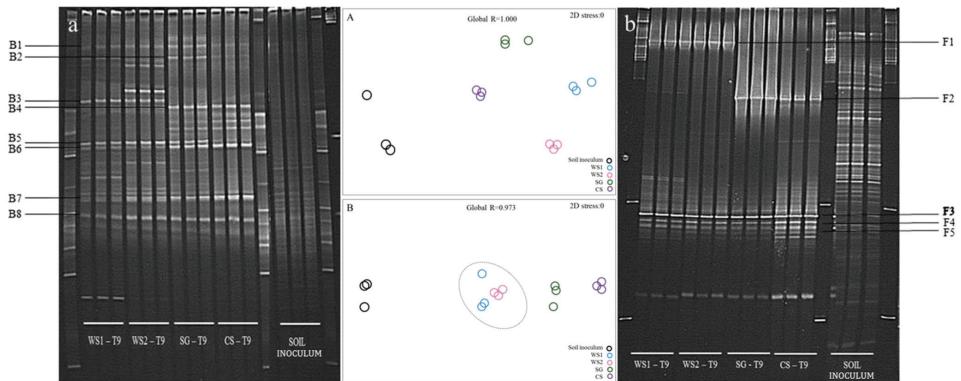 a
B1
B2
B3
B4
B5
B6
B7
B8
WS1 – T9 WS2 – T9 SG – T9 CS – T9 SOIL INOCULUM
A
Global R=1.000
2D stress:0
Soil inoculum
WS1
WS2
SG
CS
B
Global R=0.973
2D stress:0
Soil inoculum
WS1
WS2
SG
CS
b
F1
F2
F3
F4
F5
WS1 – T9 WS2 – T9 SG - T9 CS – T9 SOIL INOCULUM